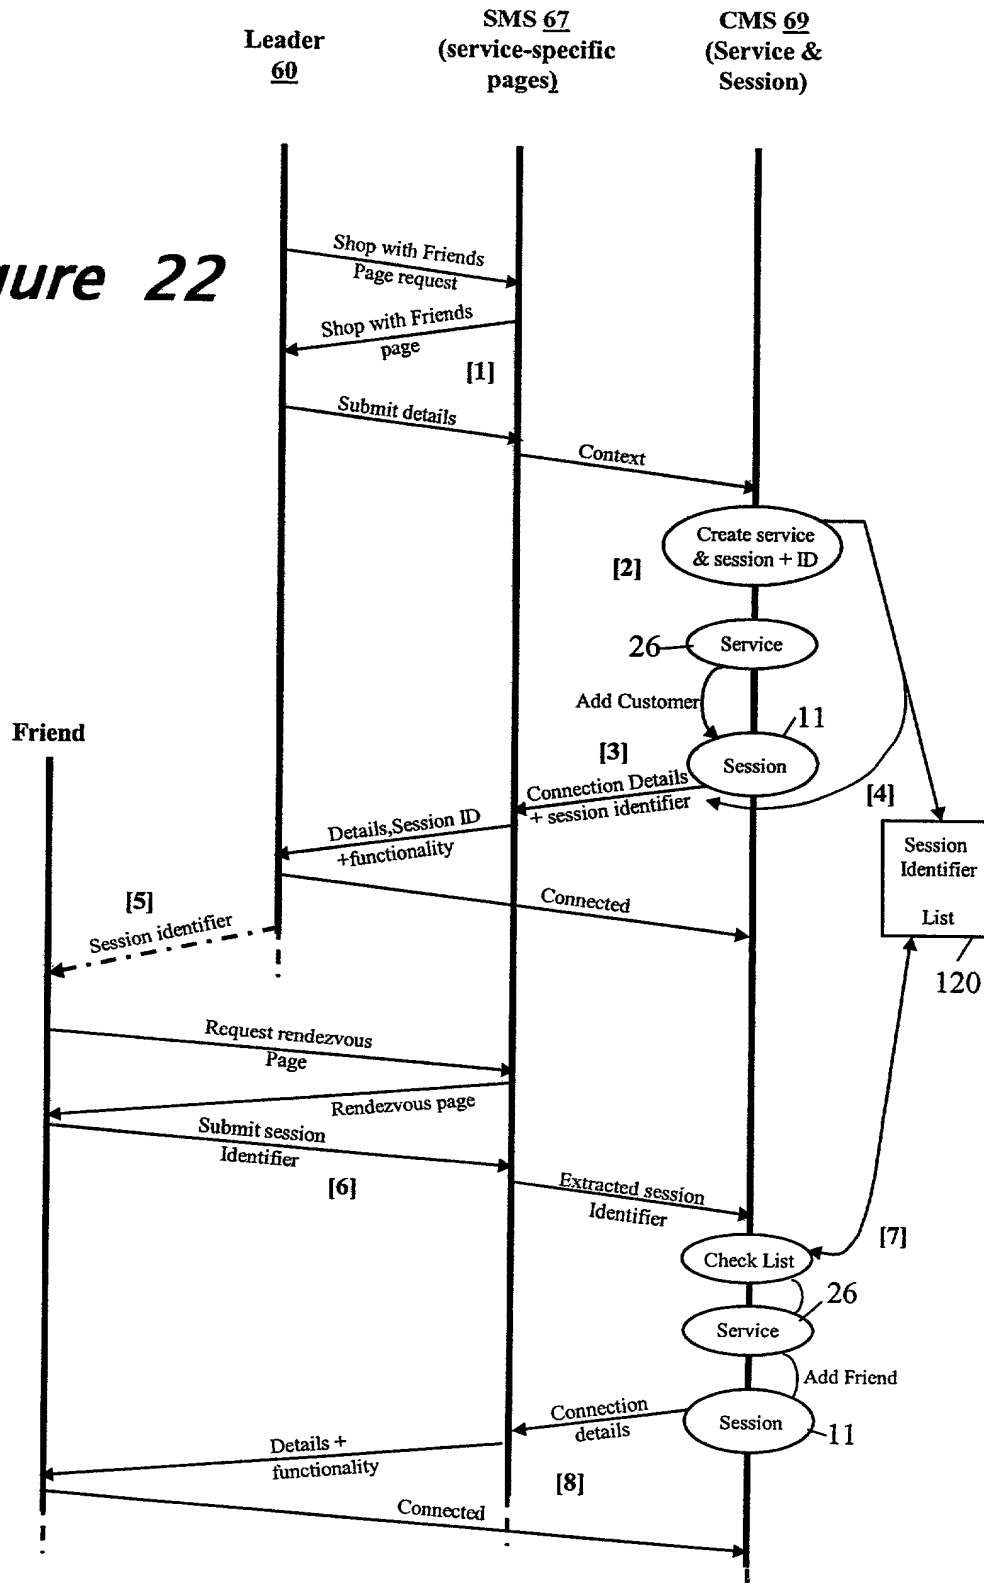 SMS 67
(service-specific
pages)
CMS 69
(Service &
Session)
Leader
60
gure 22
Shop with Friends
Page request
Shop with Friends
page
[1]
Submit details
Context
Create service
& session + ID
[2]
26
Service
Add Customer
11
Friend
[3]
Session
Connection Details
+ session identifier
[4]
Details,Session ID
+functionality
Session
Identifier
List
Connected
[5]
Session identifier
120
Request rendezvous
Page
Rendezvous page
Submit session
Identifier
[6]
Extracted session
Identifier
[7]
Check List
26
Service
Add Friend
Connection
details
Session
11
Details +
functionality
[8]
Connected